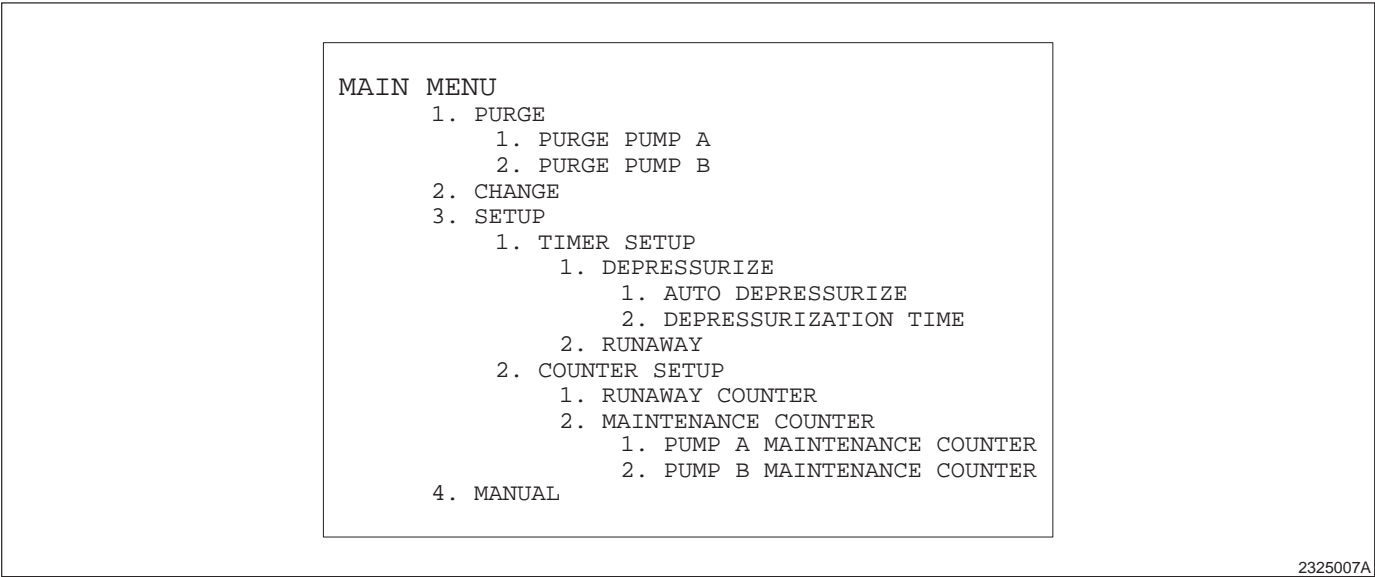 MAIN MENU
1. PURGE
1. PURGE PUMP A
2. PURGE PUMP B
2. CHANGE
3. SETUP
1. TIMER SETUP
1. DEPRESSURIZE
1. AUTO DEPRESSURIZE
2. DEPRESSURIZATION TIME
2. RUNAWAY
2. COUNTER SETUP
1. RUNAWAY COUNTER
2. MAINTENANCE COUNTER
1. PUMP A MAINTENANCE COUNTER
2. PUMP B MAINTENANCE COUNTER
4. MANUAL
2325007A